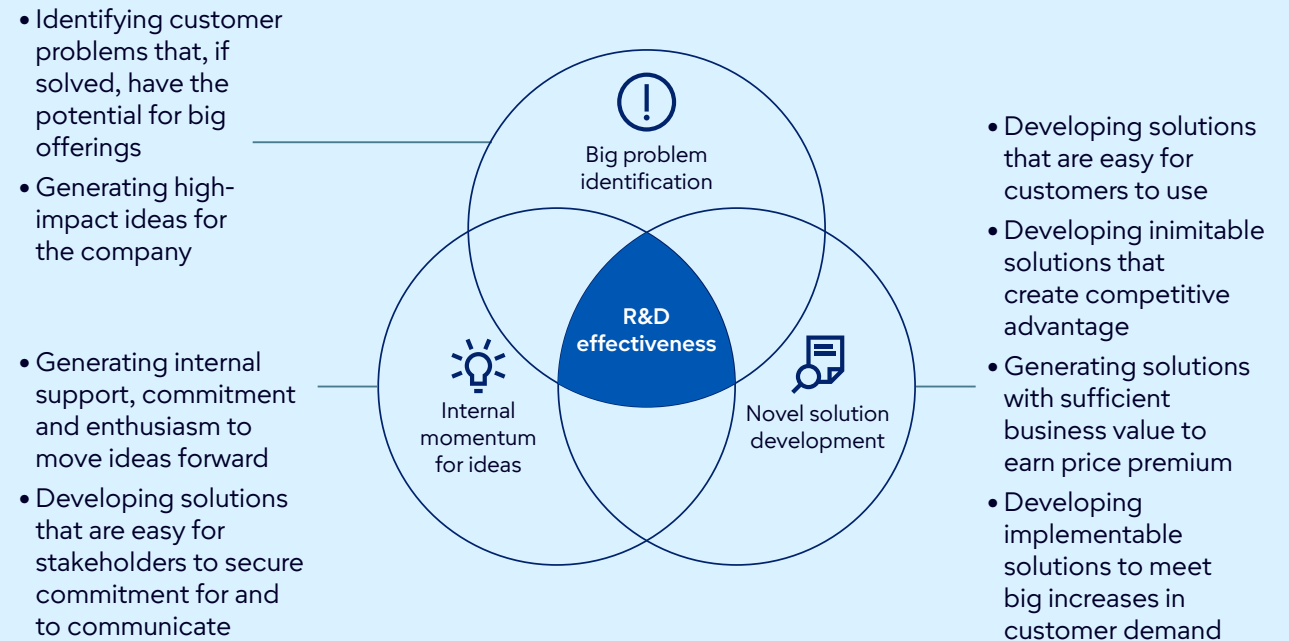 • Identifying customer
problems that, if
solved, have the
potential for big
offerings
• Generating high-
impact ideas for
the company
• Generating internal
support, commitment
and enthusiasm to
move ideas forward
• Developing solutions
that are easy for
stakeholders to secure
commitment for and
to communicate
Big problem
identification
R&D
effectiveness
Internal
momentum
for ideas
Novel solution
development
• Developing solutions
that are easy for
customers to use
• Developing inimitable
solutions that
create competitive
advantage
• Generating solutions
with sufficient
business value to
earn price premium
• Developing
implementable
solutions to meet
big increases in
customer demand